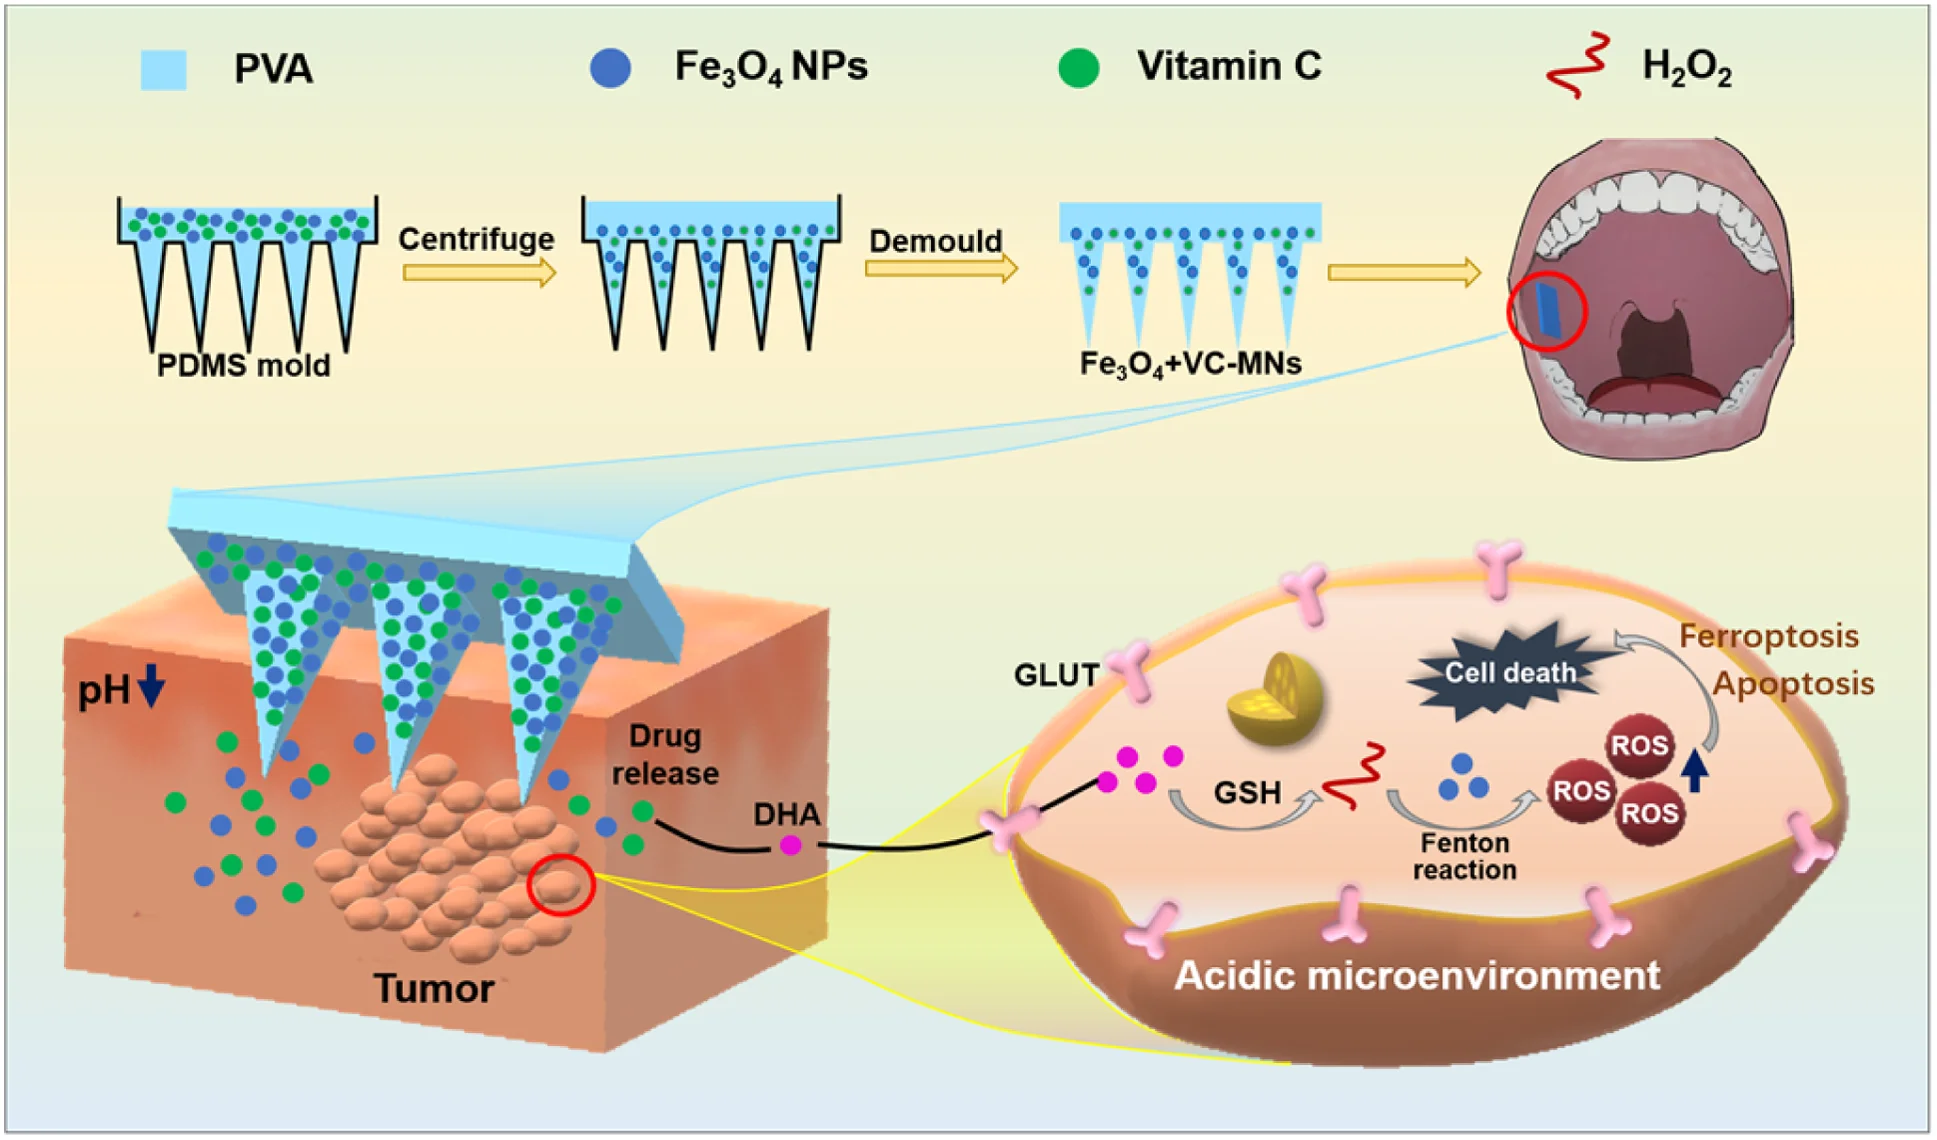 PVA
Fe₃O₄ NPs
Vitamin C
H₂O₂
Centrifuge
Demould
PDMS mold
Fe₃O₄+VC-MNs
pH
Drug
release
DHA
Tumor
GLUT
GSH
Fenton
reaction
Cell death
ROS
ROS
ROS
Ferroptosis
Apoptosis
Acidic microenvironment